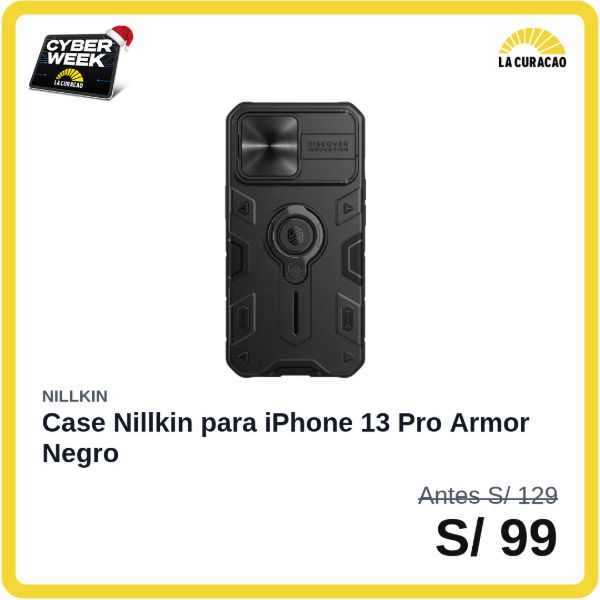 CYBER
WEEK
LA CURACAO
LA CURACAO
DISCOVER
INNOVATION
NILLKIN
Case Nillkin para iPhone 13 Pro Armor
Negro
Antes S/ 129
S/ 99